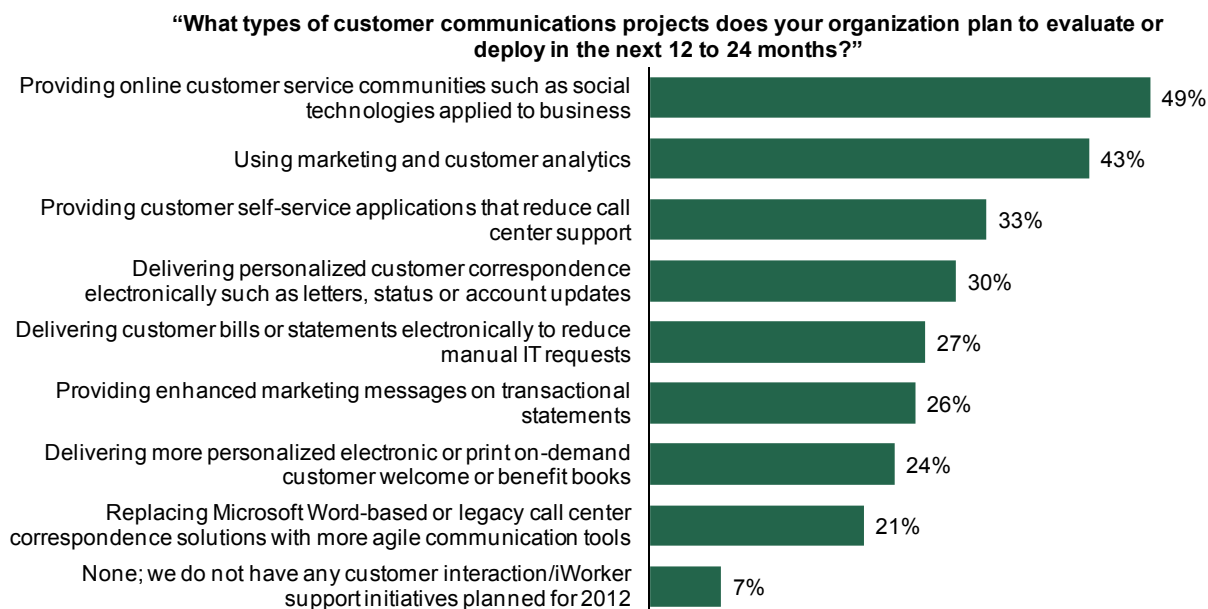 “What types of customer communications projects does your organization plan to evaluate or
deploy in the next 12 to 24 months?”
Providing online customer service communities such as social
technologies applied to business
49%
Using marketing and customer analytics
43%
Providing customer self-service applications that reduce call
center support
33%
Delivering personalized customer correspondence
electronically such as letters, status or account updates
30%
Delivering customer bills or statements electronically to reduce
manual IT requests
27%
Providing enhanced marketing messages on transactional
statements
26%
Delivering more personalized electronic or print on-demand
customer welcome or benefit books
24%
Replacing Microsoft Word-based or legacy call center
correspondence solutions with more agile communication tools
21%
None; we do not have any customer interaction/iWorker
support initiatives planned for 2012
7%